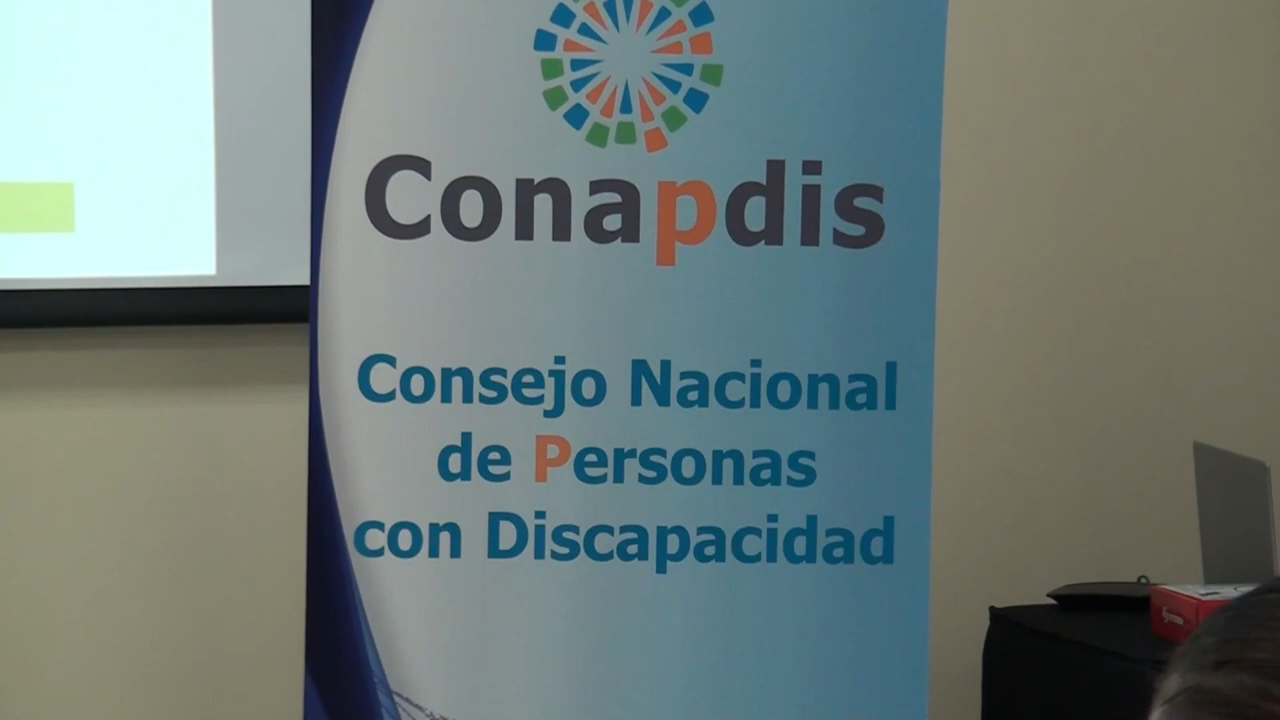 Conapdis
Consejo Nacional
de Personas
con Discapacidad